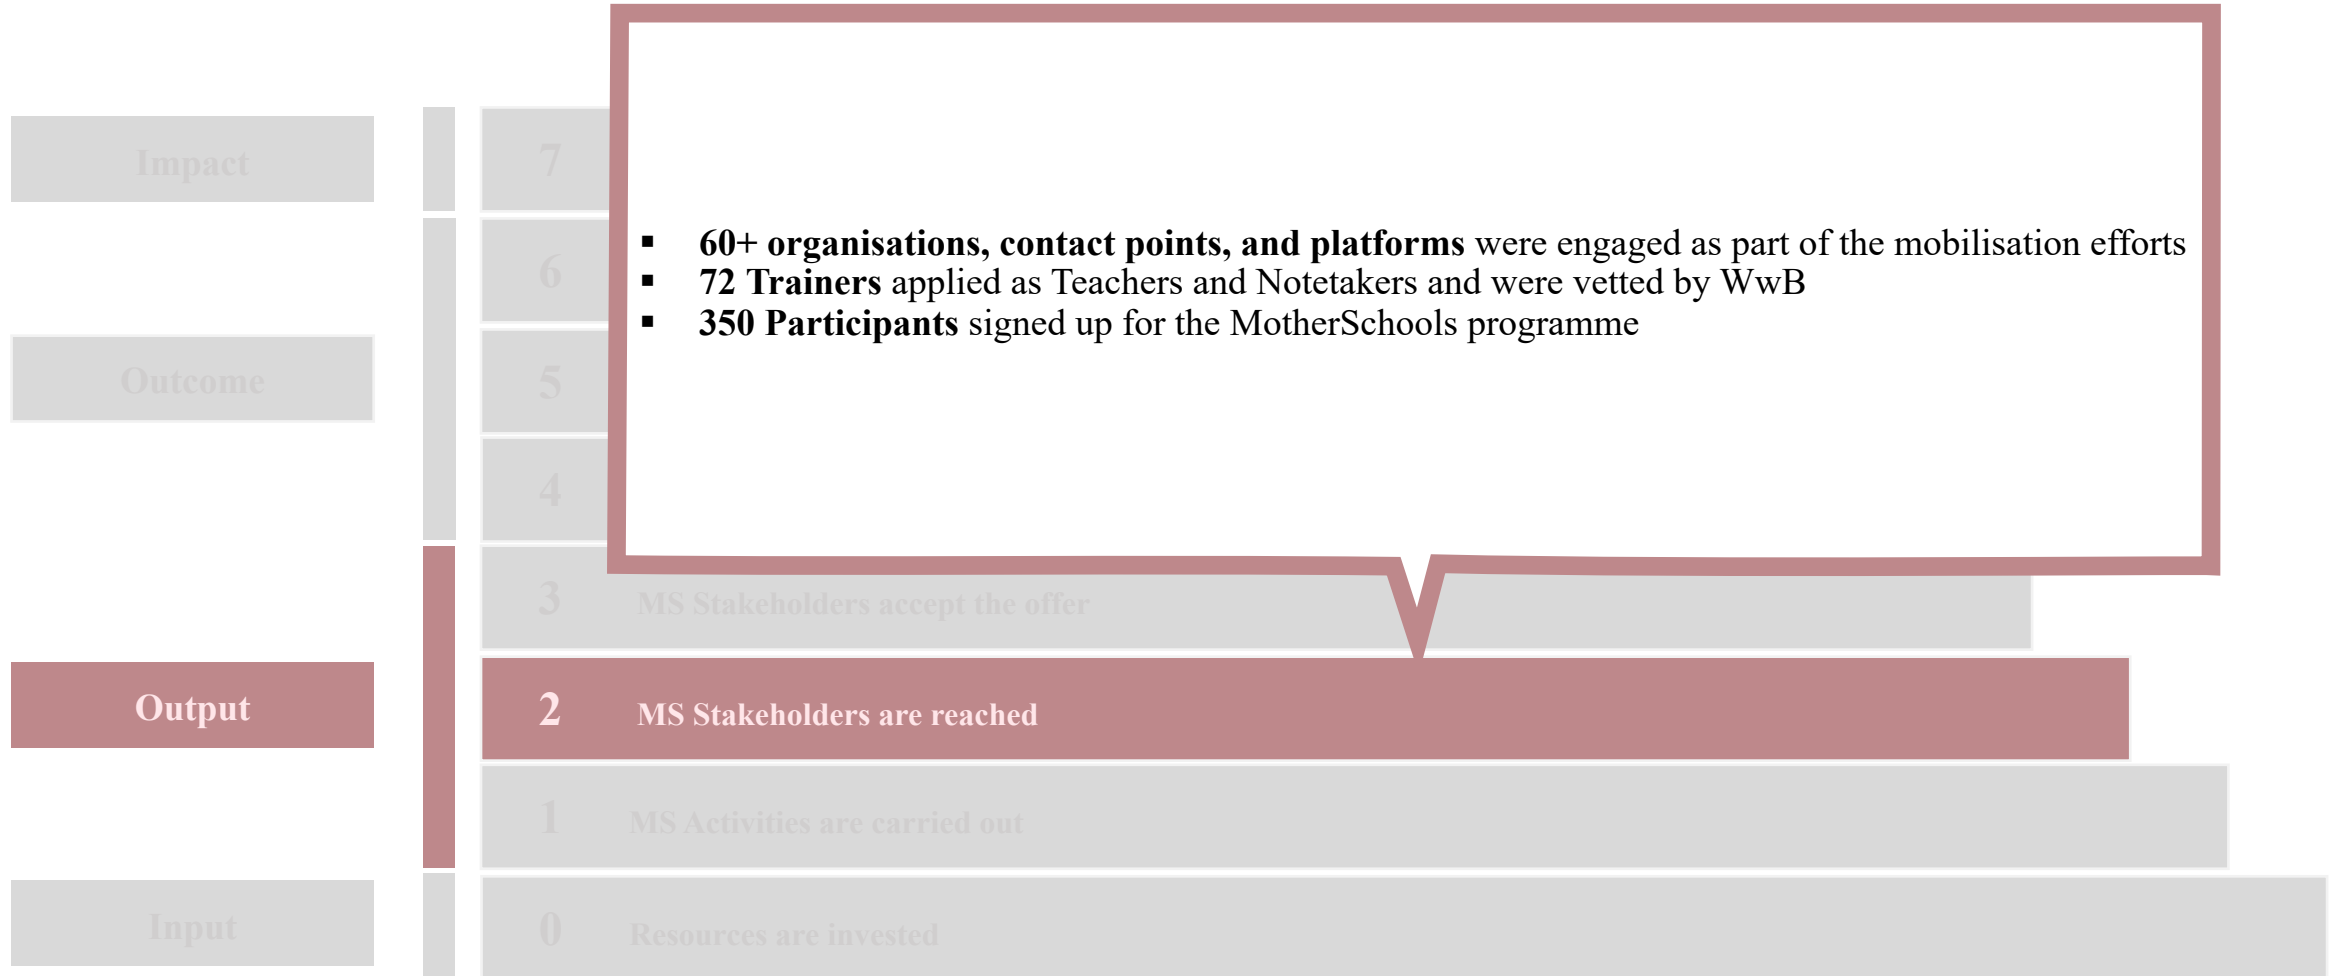 ▪ 60+ organisations, contact points, and platforms were engaged as part of the mobilisation efforts
▪ 72 Trainers applied as Teachers and Notetakers and were vetted by WwB
▪ 350 Participants signed up for the MotherSchools programme
Impact
7
6
Outcome
5
4
3 MS Stakeholders accept the offer
Output
2 MS Stakeholders are reached
1 MS Activities are carried out
Input
0 Resources are invested